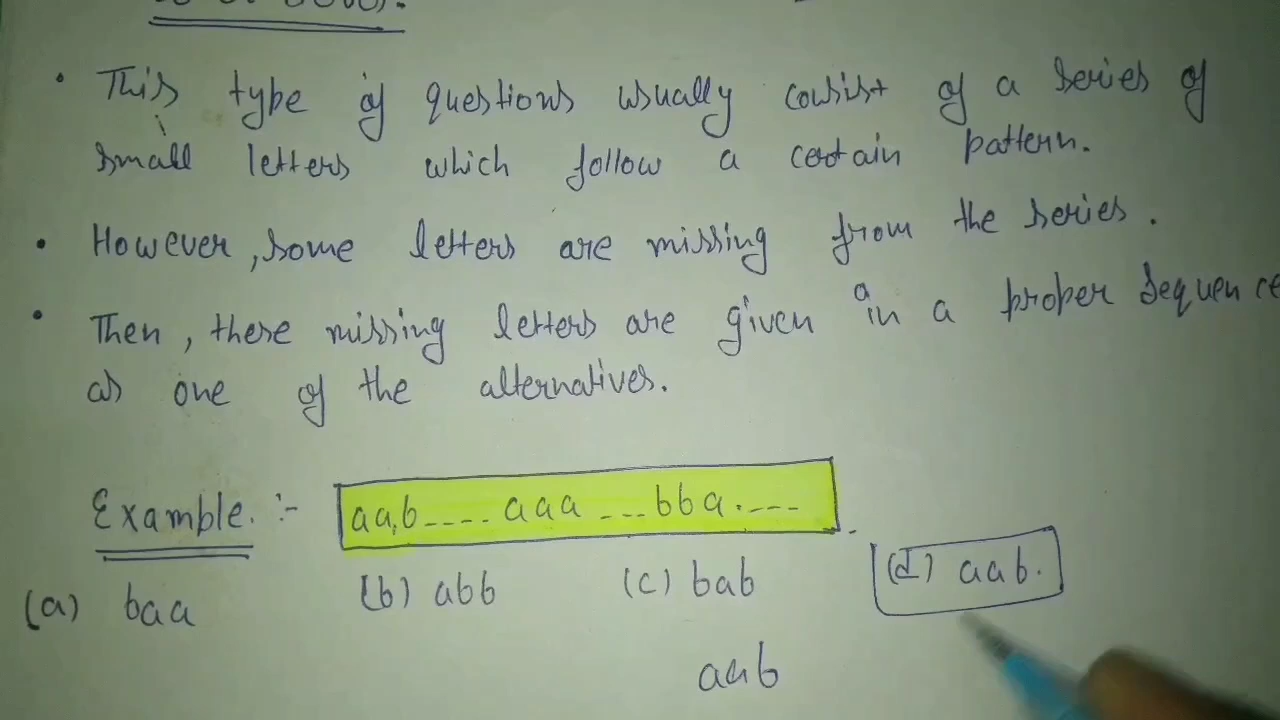 • This type of questions usually consist of a series of
small letters which follow a certain pattern.
• However, some letters are missing from the series.
• Then, these missing letters are given in a proper sequence
as one of the alternatives.
Examble. :- aab---- aaa ---bba.---
(a) baa (b) abb (c) bab (d) aab.
aab